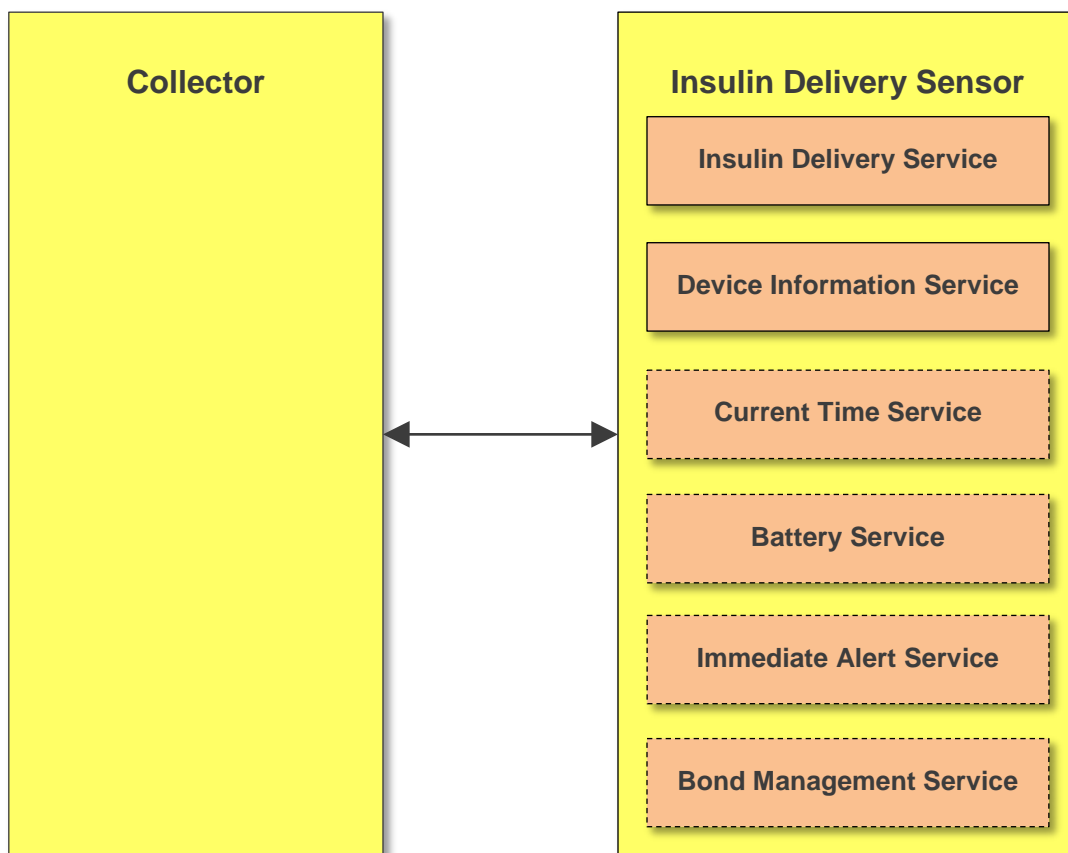 Collector
Insulin Delivery Sensor
Insulin Delivery Service
Device Information Service
Current Time Service
Battery Service
Immediate Alert Service
Bond Management Service